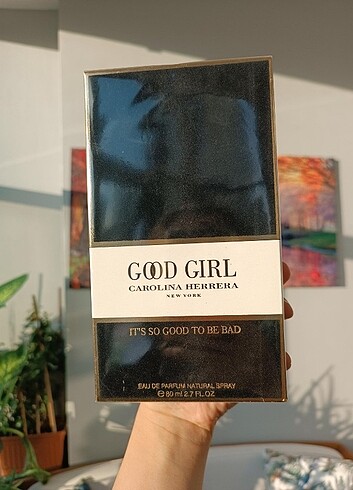 GOOD GIRL
CAROLINA HERRERA
NEW YORK
IT'S SO GOOD TO BE BAD
EAU DE PARFUM NATURAL SPRAY
℮ 80 ml 2.7 FL.OZ